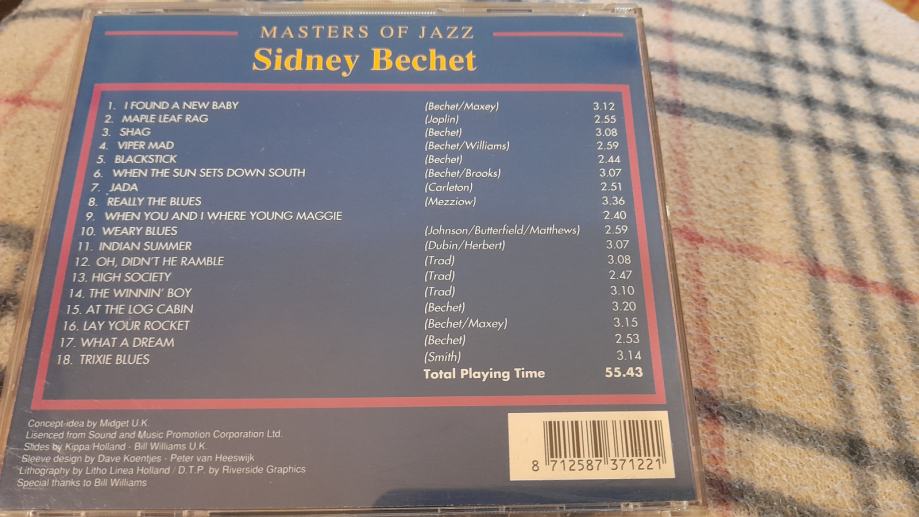 MASTERS OF JAZZ
Sidney Bechet
1. I FOUND A NEW BABY (Bechet/Maxey) 3.12
2. MAPLE LEAF RAG (Joplin) 2.55
3. SHAG (Bechet) 3.08
4. VIPER MAD (Bechet/Williams) 2.59
5. BLACKSTICK (Bechet) 2.44
6. WHEN THE SUN SETS DOWN SOUTH (Bechet/Brooks) 3.07
7. JADA (Carleton) 2.51
8. REALLY THE BLUES (Mezziow) 3.36
9. WHEN YOU AND I WHERE YOUNG MAGGIE 2.40
10. WEARY BLUES (Johnson/Butterfield/Matthews) 2.59
11. INDIAN SUMMER (Dubin/Herbert) 3.07
12. OH, DIDN'T HE RAMBLE (Trad) 3.08
13. HIGH SOCIETY (Trad) 2.47
14. THE WINNIN' BOY (Trad) 3.10
15. AT THE LOG CABIN (Bechet) 3.20
16. LAY YOUR ROCKET (Bechet/Maxey) 3.15
17. WHAT A DREAM (Bechet) 2.53
18. TRIXIE BLUES (Smith) 3.14
Total Playing Time 55.43
Concept-idea by Midget U.K.
Lisenced from Sound and Music Promotion Corporation Ltd.
Slides by Kippa/Holland - Bill Williams U.K.
Sleeve design by Dave Koentjes - Peter van Heeswijk
Lithography by Litho Linea Holland / D.T.P. by Riverside Graphics
Special thanks to Bill Williams
8 712587 371221